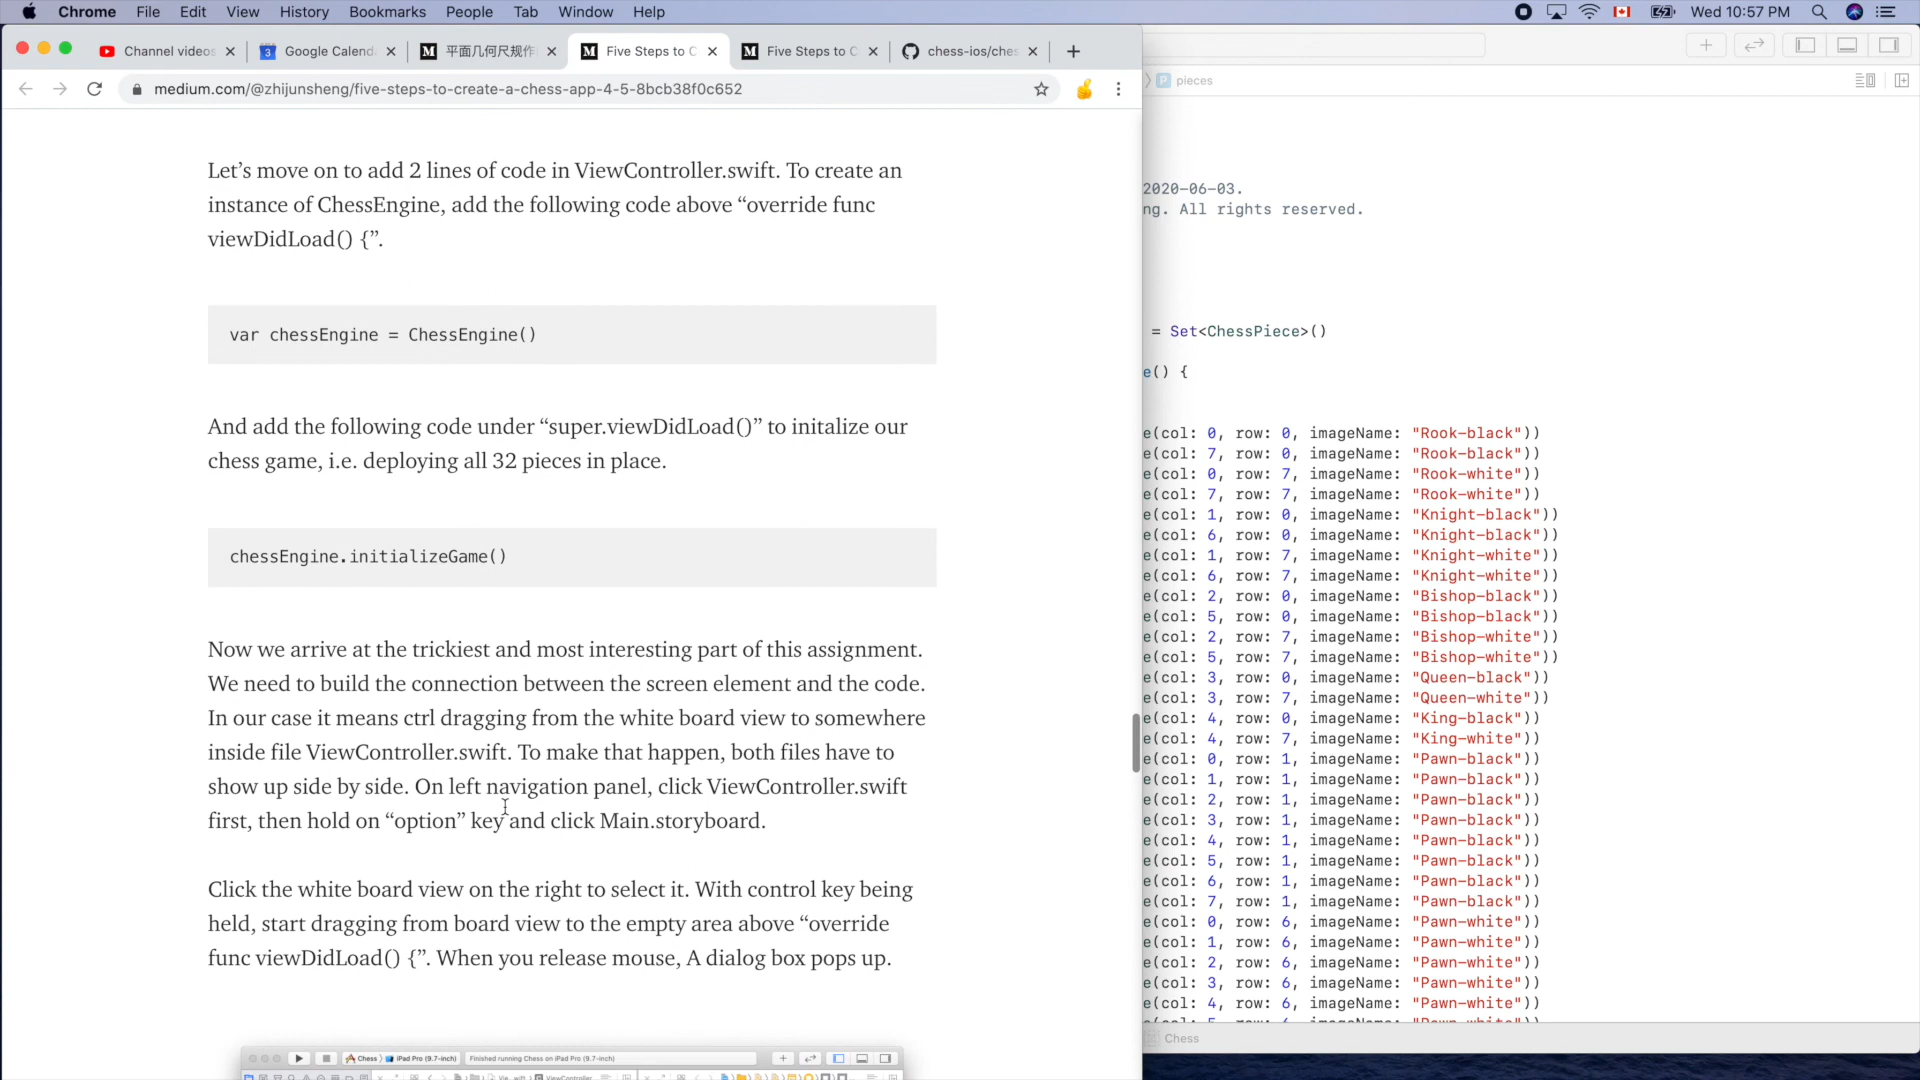 Chrome File Edit View History Bookmarks People Tab Window Help Wed 10:57 PM
Channel videos Google Calend 平面几何尺规作 Five Steps to C Five Steps to C chess-ios/ches
medium.com/@zhijunsheng/five-steps-to-create-a-chess-app-4-5-8bcb38f0c652
Let’s move on to add 2 lines of code in ViewController.swift. To create an
instance of ChessEngine, add the following code above “override func
viewDidLoad() {”.
var chessEngine = ChessEngine()
And add the following code under “super.viewDidLoad()” to initalize our
chess game, i.e. deploying all 32 pieces in place.
chessEngine.initializeGame()
Now we arrive at the trickiest and most interesting part of this assignment.
We need to build the connection between the screen element and the code.
In our case it means ctrl dragging from the white board view to somewhere
inside file ViewController.swift. To make that happen, both files have to
show up side by side. On left navigation panel, click ViewController.swift
first, then hold on “option” key and click Main.storyboard.
Click the white board view on the right to select it. With control key being
held, start dragging from board view to the empty area above “override
func viewDidLoad() {”. When you release mouse, A dialog box pops up.
Chess iPad Pro (9.7-inch) Finished running Chess on iPad Pro (9.7-inch)
P pieces
2020-06-03.
ng. All rights reserved.
= Set<ChessPiece>()
e() {
e(col: 0, row: 0, imageName: "Rook-black"))
e(col: 7, row: 0, imageName: "Rook-black"))
e(col: 0, row: 7, imageName: "Rook-white"))
e(col: 7, row: 7, imageName: "Rook-white"))
e(col: 1, row: 0, imageName: "Knight-black"))
e(col: 6, row: 0, imageName: "Knight-black"))
e(col: 1, row: 7, imageName: "Knight-white"))
e(col: 6, row: 7, imageName: "Knight-white"))
e(col: 2, row: 0, imageName: "Bishop-black"))
e(col: 5, row: 0, imageName: "Bishop-black"))
e(col: 2, row: 7, imageName: "Bishop-white"))
e(col: 5, row: 7, imageName: "Bishop-white"))
e(col: 3, row: 0, imageName: "Queen-black"))
e(col: 3, row: 7, imageName: "Queen-white"))
e(col: 4, row: 0, imageName: "King-black"))
e(col: 4, row: 7, imageName: "King-white"))
e(col: 0, row: 1, imageName: "Pawn-black"))
e(col: 1, row: 1, imageName: "Pawn-black"))
e(col: 2, row: 1, imageName: "Pawn-black"))
e(col: 3, row: 1, imageName: "Pawn-black"))
e(col: 4, row: 1, imageName: "Pawn-black"))
e(col: 5, row: 1, imageName: "Pawn-black"))
e(col: 6, row: 1, imageName: "Pawn-black"))
e(col: 7, row: 1, imageName: "Pawn-black"))
e(col: 0, row: 6, imageName: "Pawn-white"))
e(col: 1, row: 6, imageName: "Pawn-white"))
e(col: 2, row: 6, imageName: "Pawn-white"))
e(col: 3, row: 6, imageName: "Pawn-white"))
e(col: 4, row: 6, imageName: "Pawn-white"))
Chess